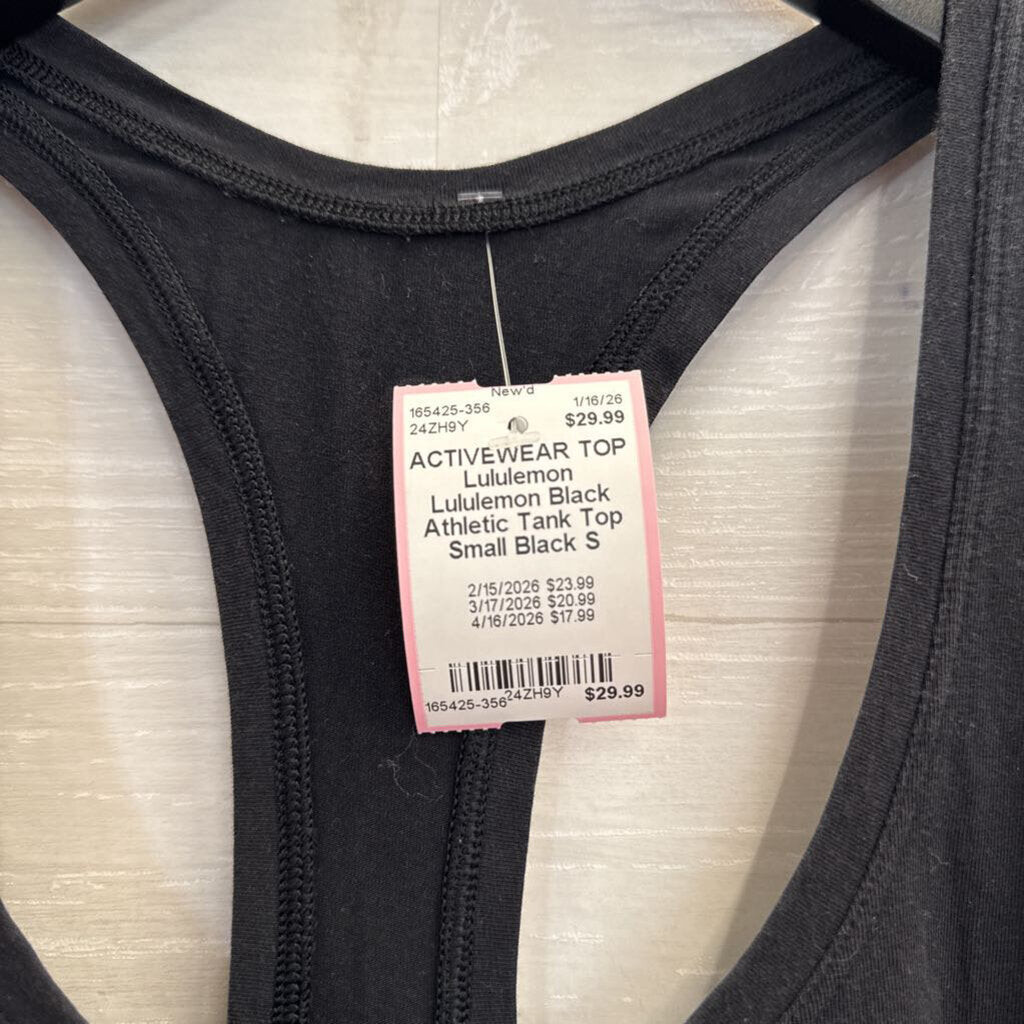 New'd
165425-356 1/16/26
24ZH9Y $29.99
ACTIVEWEAR TOP
Lululemon
Lululemon Black
Athletic Tank Top
Small Black S
2/15/2026 $23.99
3/17/2026 $20.99
4/16/2026 $17.99
165425-356 24ZH9Y $29.99